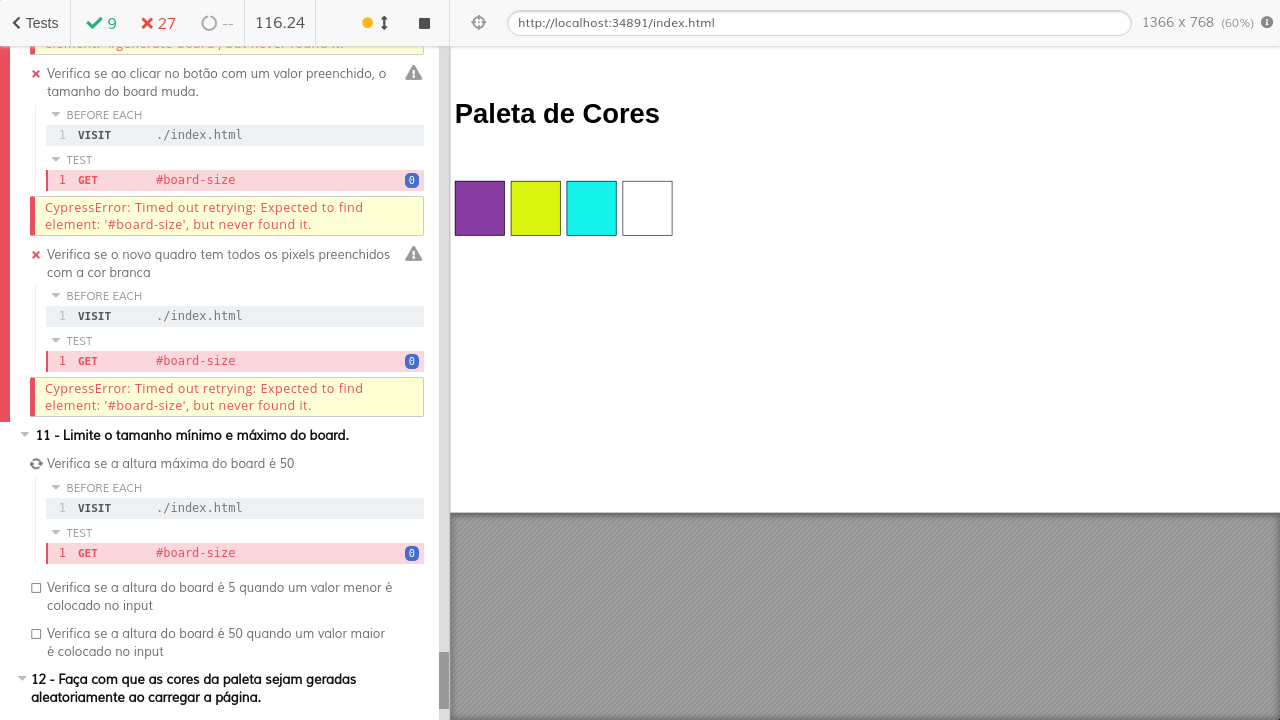 Tests
9
27
--
116.24
http://localhost:34891/index.html
1366 x 768 (60%)
element: '#generate-board', but never found it.
Verifica se ao clicar no botão com um valor preenchido, o
tamanho do board muda.
BEFORE EACH
1 VISIT ./index.html
TEST
1 GET #board-size 0
CypressError: Timed out retrying: Expected to find
element: '#board-size', but never found it.
Verifica se o novo quadro tem todos os pixels preenchidos
com a cor branca
BEFORE EACH
1 VISIT ./index.html
TEST
1 GET #board-size 0
CypressError: Timed out retrying: Expected to find
element: '#board-size', but never found it.
11 - Limite o tamanho mínimo e máximo do board.
Verifica se a altura máxima do board é 50
BEFORE EACH
1 VISIT ./index.html
TEST
1 GET #board-size 0
Verifica se a altura do board é 5 quando um valor menor é
colocado no input
Verifica se a altura do board é 50 quando um valor maior
é colocado no input
12 - Faça com que as cores da paleta sejam geradas
aleatoriamente ao carregar a página.
Paleta de Cores